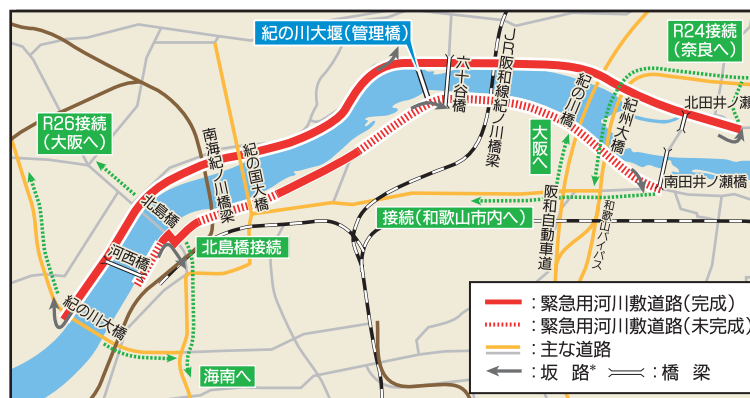 紀の川大堰(管理橋)
R24接続
(奈良へ)
R26接続
(大阪へ)
六十谷橋
JR阪和線紀ノ川橋梁
紀の川橋
紀州大橋
北田井ノ瀬橋
大阪へ
南海紀ノ川橋梁
紀の国大橋
南田井ノ瀬橋
北島橋
接続(和歌山市内へ)
阪和自動車道
和歌山バイパス
河西橋
北島橋接続
紀の川大橋
海南へ
:緊急用河川敷道路(完成)
:緊急用河川敷道路(未完成)
:主な道路
:坂 路* :橋 梁